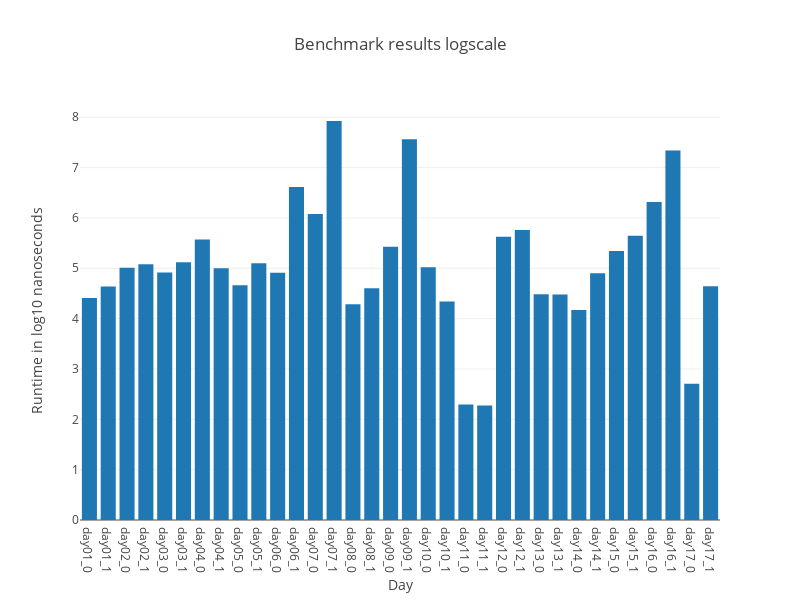 Benchmark results logscale
8
7
6
5
4
3
2
1
0
Runtime in log10 nanoseconds
day01_0
day01_1
day02_0
day02_1
day03_0
day03_1
day04_0
day04_1
day05_0
day05_1
day06_0
day06_1
day07_0
day07_1
day08_0
day08_1
day09_0
day09_1
day10_0
day10_1
day11_0
day11_1
day12_0
day12_1
day13_0
day13_1
day14_0
day14_1
day15_0
day15_1
day16_0
day16_1
day17_0
day17_1
Day